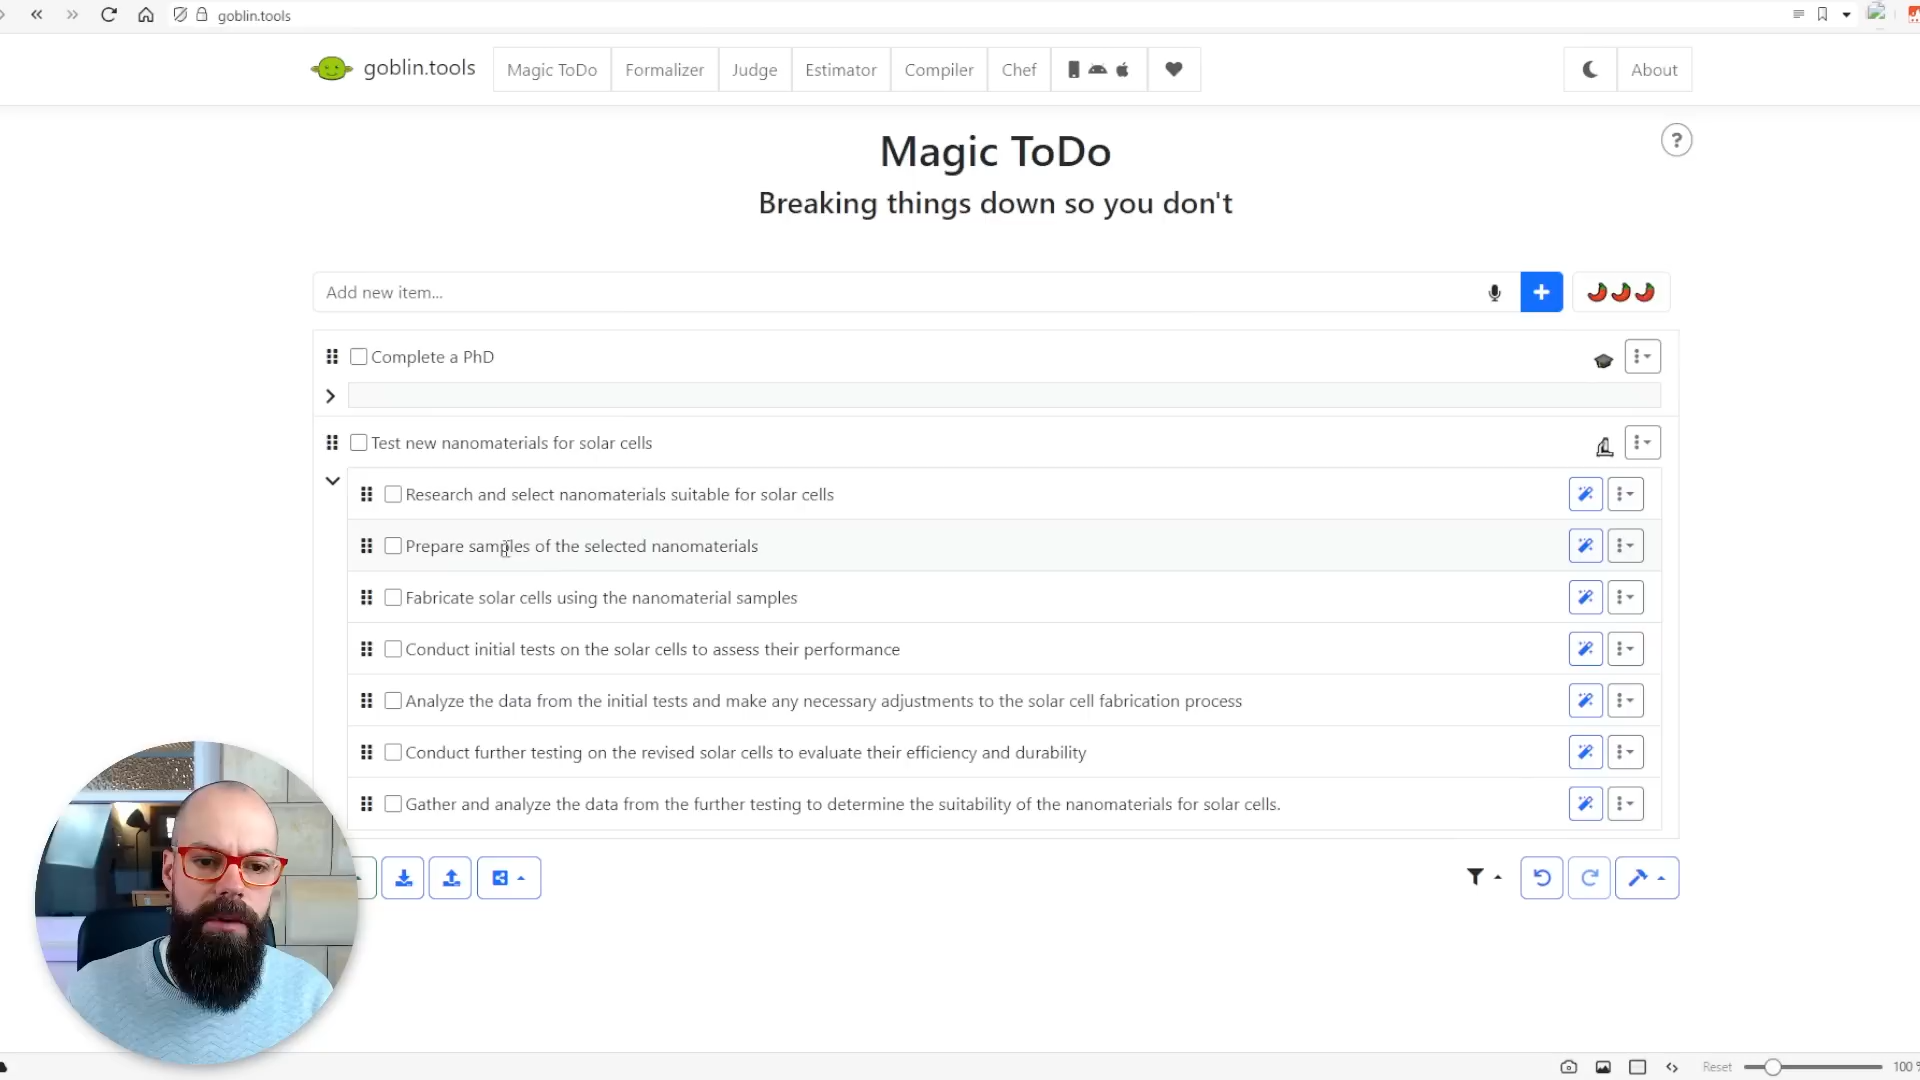 goblin.tools
goblin.tools
Magic ToDo
Formalizer
Judge
Estimator
Compiler
Chef
About
Magic ToDo
Breaking things down so you don't
Add new item...
Complete a PhD
Test new nanomaterials for solar cells
Research and select nanomaterials suitable for solar cells
Prepare samples of the selected nanomaterials
Fabricate solar cells using the nanomaterial samples
Conduct initial tests on the solar cells to assess their performance
Analyze the data from the initial tests and make any necessary adjustments to the solar cell fabrication process
Conduct further testing on the revised solar cells to evaluate their efficiency and durability
Gather and analyze the data from the further testing to determine the suitability of the nanomaterials for solar cells.
Reset
100 %